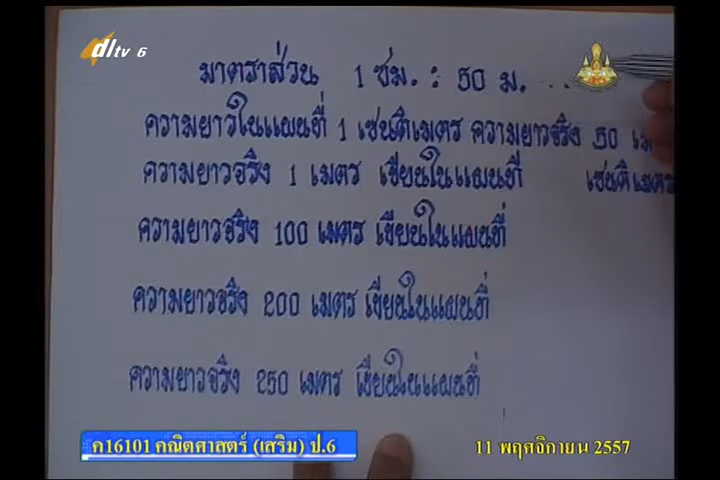 dltv 6
มาตราส่วน 1 ซม. : 50 ม.
ความยาวในแผนที่ 1 เซนติเมตร ความยาวจริง 50
ความยาวจริง 1 เมตร เขียนในแผนที่ เซนติเมตร
ความยาวจริง 100 เมตร เขียนในแผนที่
ความยาวจริง 200 เมตร เขียนในแผนที่
ความยาวจริง 250 เมตร เขียนในแผนที่
ค16101 คณิตศาสตร์ (เสริม) ป.6
11 พฤศจิกายน 2557